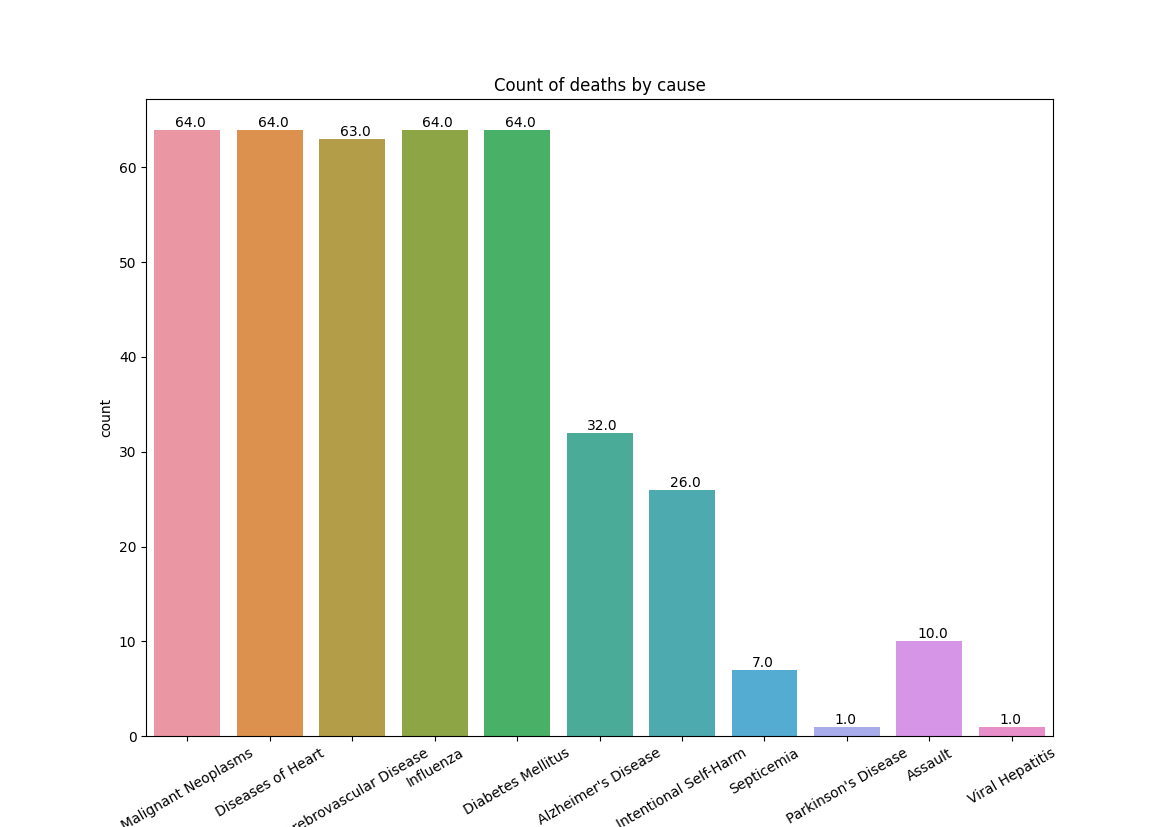 Count of deaths by cause
64.0
64.0
63.0
64.0
64.0
32.0
26.0
7.0
1.0
10.0
1.0
60
50
40
30
20
10
0
count
Malignant Neoplasms
Diseases of Heart
rebrovascular Disease
Influenza
Diabetes Mellitus
Alzheimer's Disease
Intentional Self-Harm
Septicemia
Parkinson's Disease
Assault
Viral Hepatitis